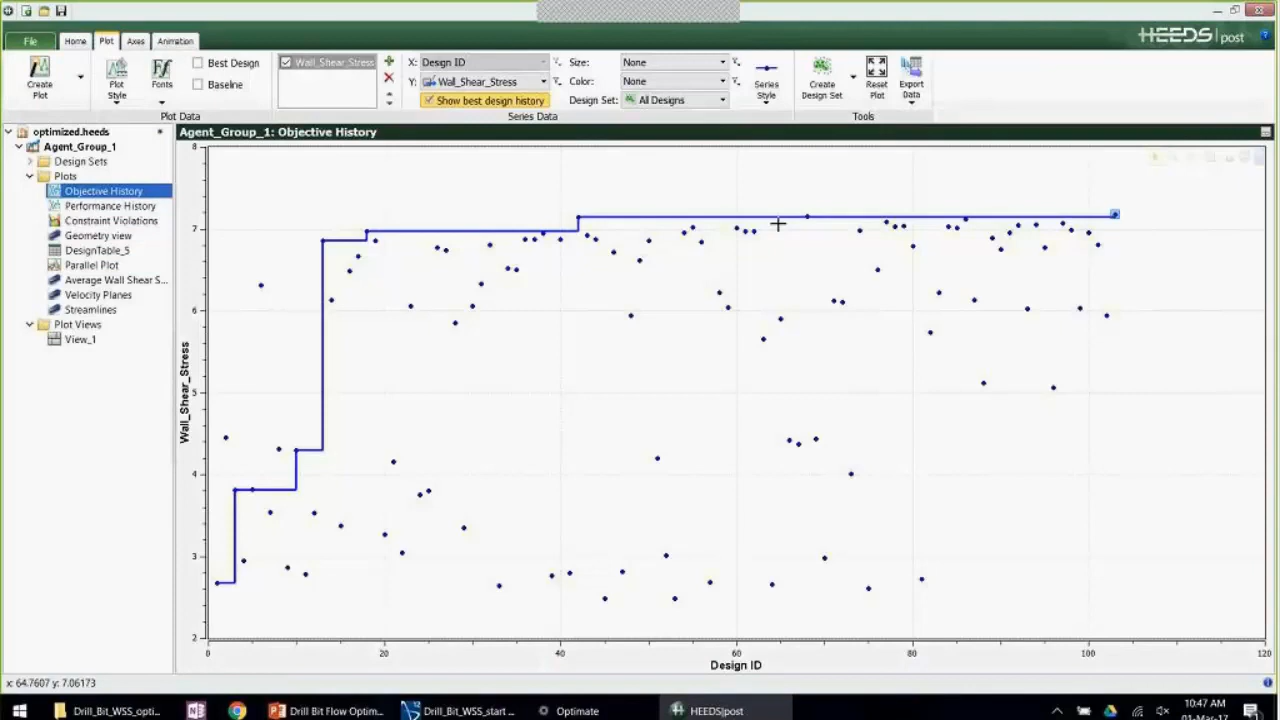 File Home Plot Axes Animation
HEEDS | post
Create Plot
Plot Style
Fonts
Best Design
Baseline
Plot Data
Wall_Shear_Stress
X: Design ID
Y: Wall_Shear_Stress
Show best design history
Size: None
Color: None
Design Set: All Designs
Series Style
Series Data
Create Design Set
Reset Plot
Export Data
Tools
optimized.heeds
Agent_Group_1
Design Sets
Plots
Objective History
Performance History
Constraint Violations
Geometry view
DesignTable_5
Parallel Plot
Average Wall Shear S...
Velocity Planes
Streamlines
Plot Views
View_1
Agent_Group_1: Objective History
8
7
6
5
4
3
2
Wall_Shear_Stress
0 20 40 60 80 100 120
Design ID
x: 64.7607 y: 7.06173
Drill_Bit_WSS_opti...
Drill Bit Flow Optim...
Drill_Bit_WSS_start ...
Optimate
HEEDS|post
10:47 AM
01-Mar-17